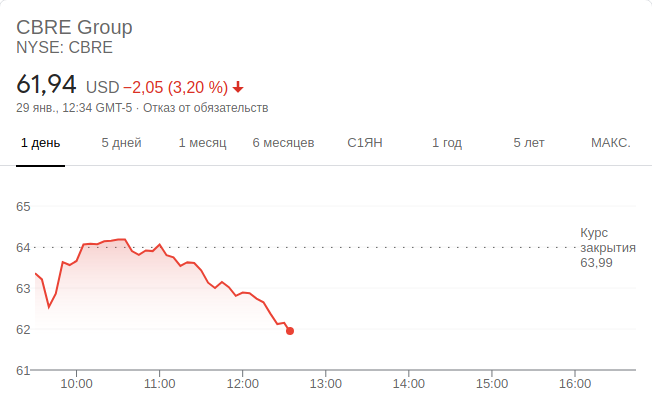 CBRE Group
NYSE: CBRE
61,94 USD −2,05 (3,20 %)
29 янв., 12:34 GMT-5 · Отказ от обязательств
1 день 5 дней 1 месяц 6 месяцев С1ЯН 1 год 5 лет МАКС.
65
64
63
62
61
Курс
закрытия
63,99
10:00 11:00 12:00 13:00 14:00 15:00 16:00